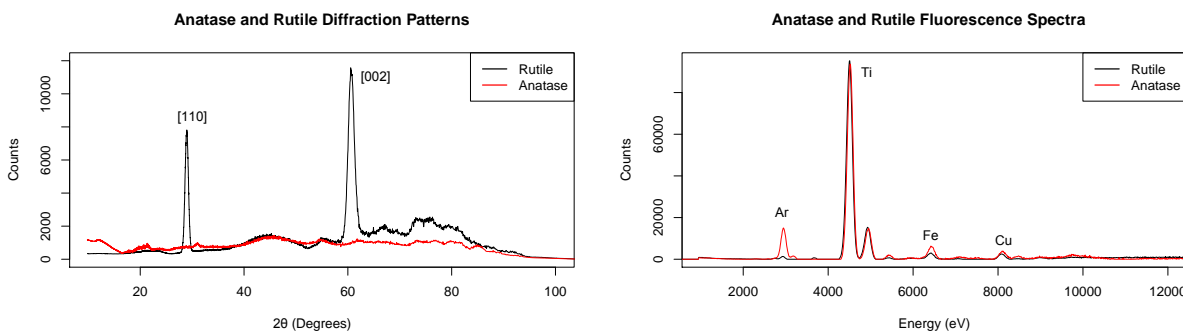 Anatase and Rutile Diffraction Patterns
Rutile
Anatase
[110]
[002]
Counts
0
2000
6000
10000
20
40
60
80
100
2θ (Degrees)
Anatase and Rutile Fluorescence Spectra
Rutile
Anatase
Ti
Ar
Fe
Cu
Counts
0
20000
60000
2000
4000
6000
8000
10000
12000
Energy (eV)